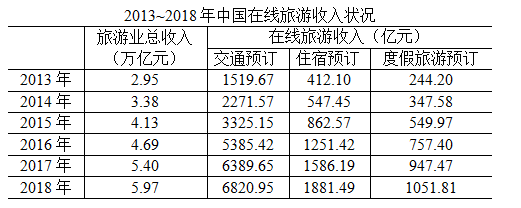 2013~2018年中国在线旅游收入状况
旅游业总收入（万亿元） 在线旅游收入（亿元）
交通预订 住宿预订 度假旅游预订
2013年 2.95 1519.67 412.10 244.20
2014年 3.38 2271.57 547.45 347.58
2015年 4.13 3325.15 862.57 549.97
2016年 4.69 5385.42 1251.42 757.40
2017年 5.40 6389.65 1586.19 947.47
2018年 5.97 6820.95 1881.49 1051.81